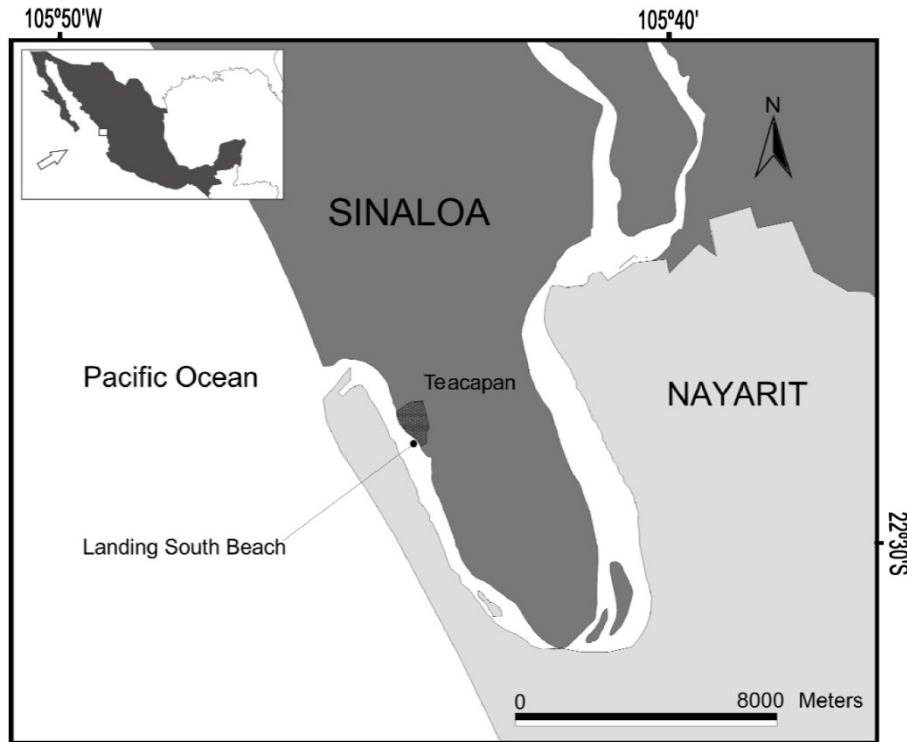 105º50'W
105º40'
N
SINALOA
Pacific Ocean
Teacapan
NAYARIT
Landing South Beach
22º30'S
0
8000 Meters